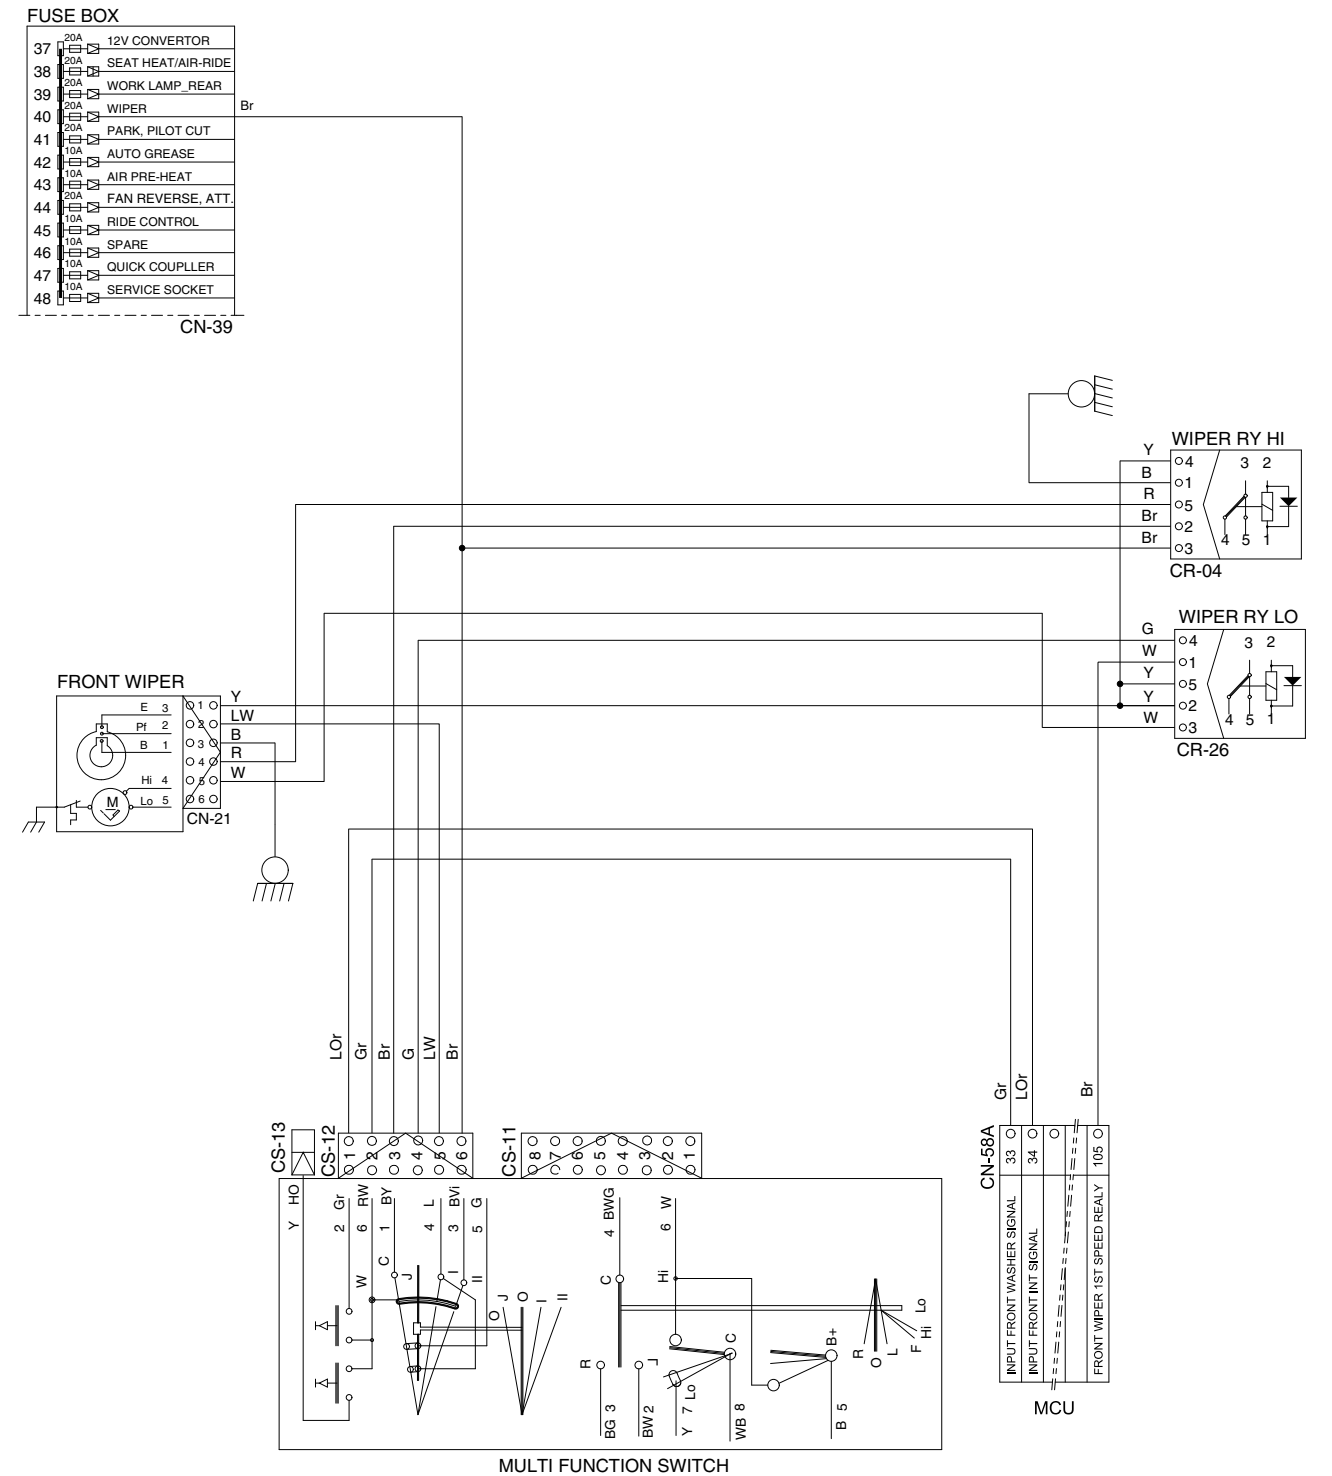 FUSE BOX
37 20A 12V CONVERTOR
38 20A SEAT HEAT/AIR-RIDE
39 20A WORK LAMP_REAR
40 20A WIPER Br
41 20A PARK, PILOT CUT
42 10A AUTO GREASE
43 10A AIR PRE-HEAT
44 20A FAN REVERSE, ATT.
45 10A RIDE CONTROL
46 10A SPARE
47 10A QUICK COUPLLER
48 10A SERVICE SOCKET
CN-39
WIPER RY HI
Y 4
B 1
R 5
Br 2
Br 3
3 2
4 5 1
CR-04
WIPER RY LO
G 4
W 1
Y 5
Y 2
W 3
3 2
4 5 1
CR-26
FRONT WIPER
E 3 1 Y
Pf 2 2 LW
B 1 3 B
4 R
Hi 4 5 W
M Lo 5 6
CN-21
LOr Gr Br G LW Br
CS-13
CS-12
1 2 3 4 5 6
CS-11
8 7 6 5 4 3 2 1
Y HO
2 Gr
6 RW
1 BY
4 L
3 BVi
5 G
W C J I II
O J O I II
4 BWG
6 W
C Hi
R J
BG 3
BW 2
Lo
Y 7
C
WB 8
B+
B 5
R O L F Hi Lo
MULTI FUNCTION SWITCH
Gr LOr Br
CN-58A
33 34 105
INPUT FRONT WASHER SIGNAL
INPUT FRONT INT SIGNAL
FRONT WIPER 1ST SPEED REALY
MCU